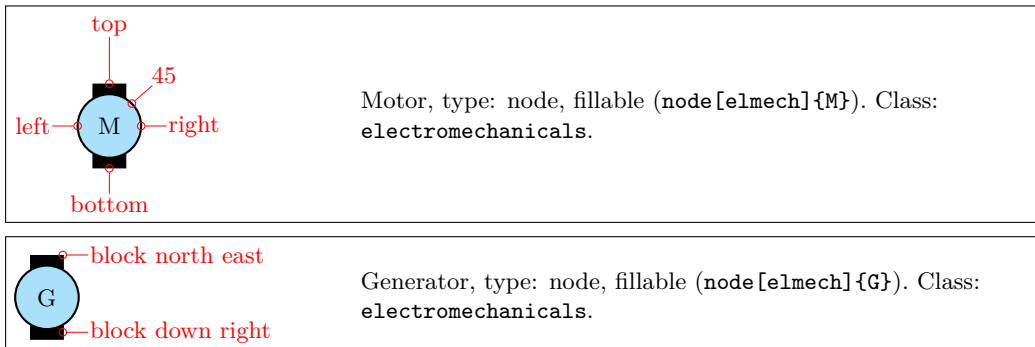 top
45
left
M
right
bottom
Motor, type: node, fillable (node[elmech]{M}). Class:
electromechanicals.
block north east
G
block down right
Generator, type: node, fillable (node[elmech]{G}). Class:
electromechanicals.